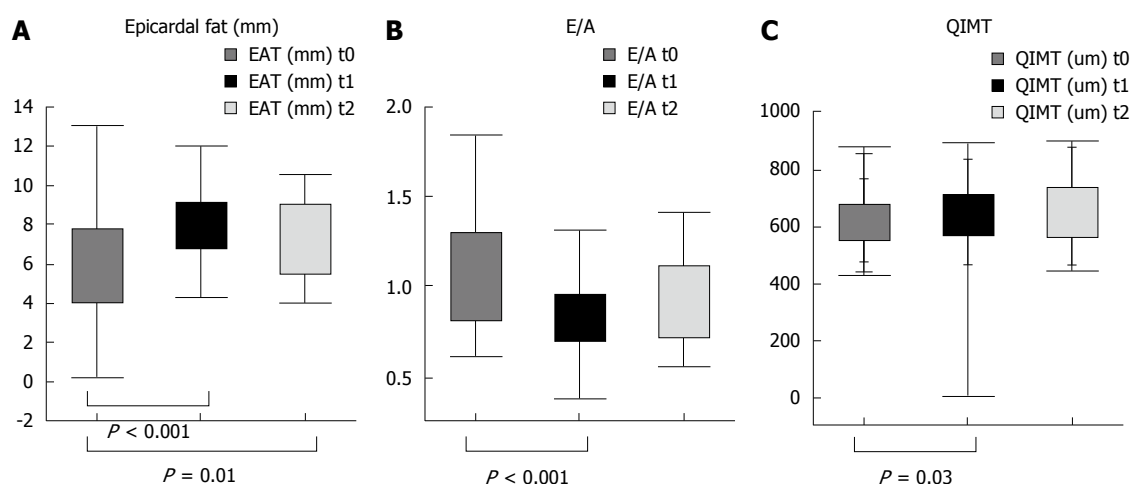 A
Epicardal fat (mm)
EAT (mm) t0
EAT (mm) t1
EAT (mm) t2
14
12
10
8
6
4
2
0
-2
P < 0.001
P = 0.01
B
E/A
E/A t0
E/A t1
E/A t2
2.0
1.5
1.0
0.5
P < 0.001
C
QIMT
QIMT (um) t0
QIMT (um) t1
QIMT (um) t2
1000
800
600
400
200
0
P = 0.03